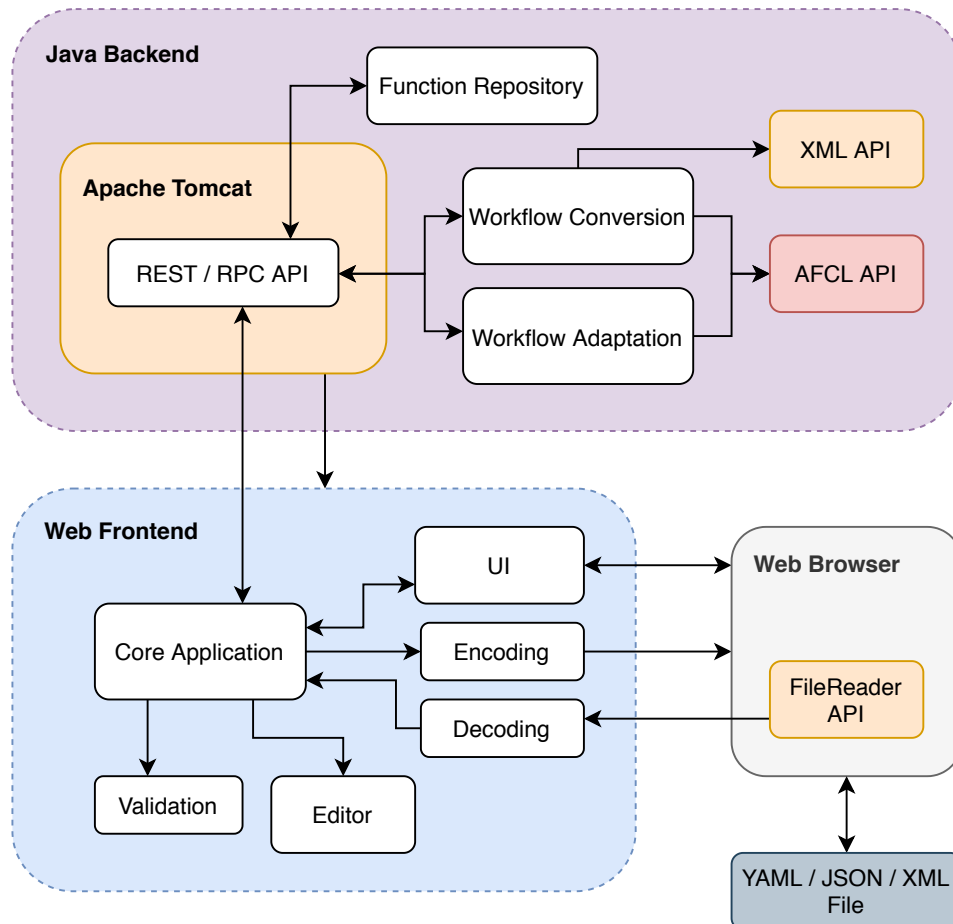 Java Backend
Function Repository
XML API
Apache Tomcat
Workflow Conversion
REST / RPC API
AFCL API
Workflow Adaptation
Web Frontend
UI
Web Browser
Core Application
Encoding
FileReader
API
Decoding
Validation
Editor
YAML / JSON / XML
File